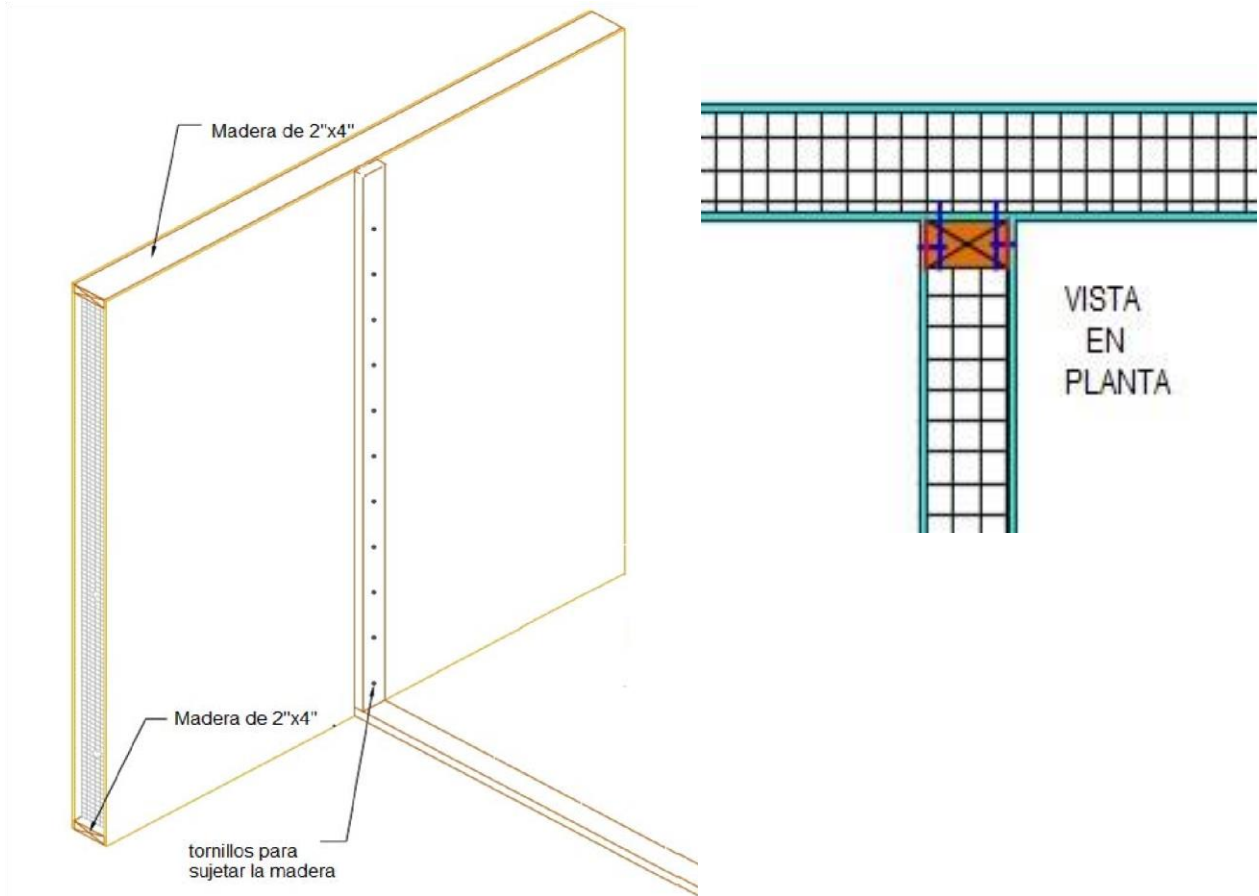 Madera de 2"x4"
Madera de 2"x4"
tornillos para
sujetar la madera
VISTA
EN
PLANTA